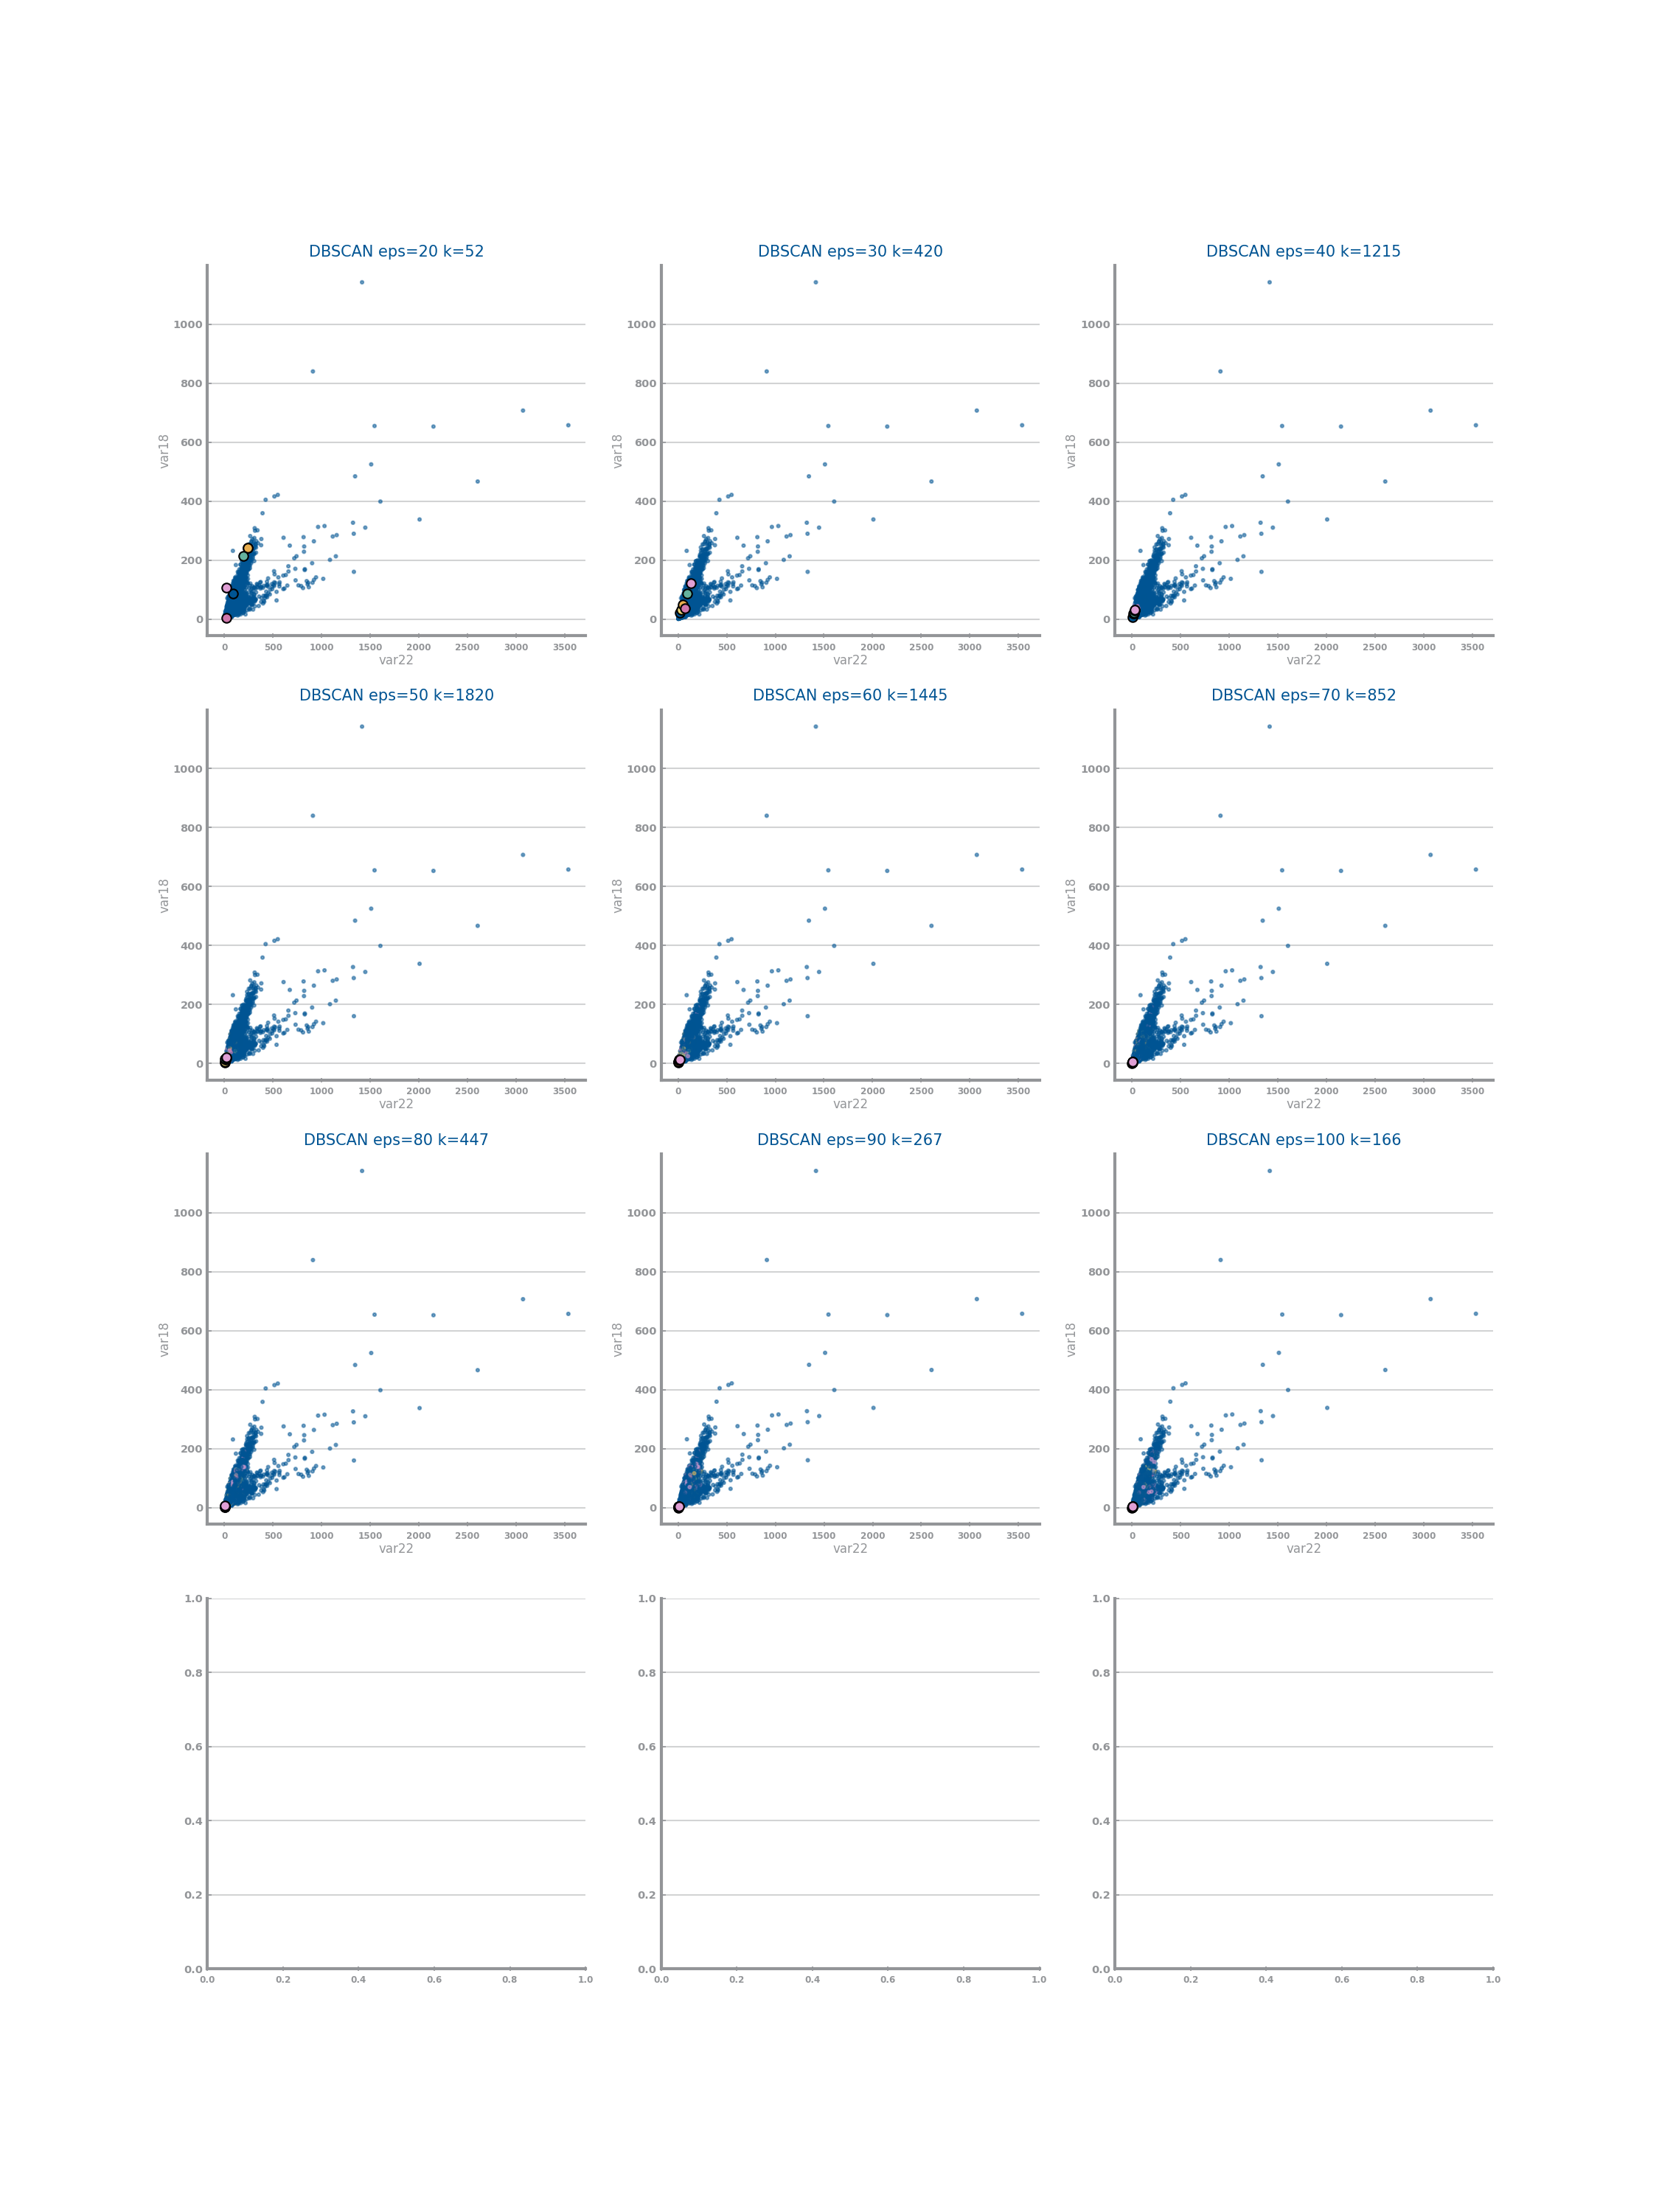 DBSCAN eps=20 k=52
DBSCAN eps=30 k=420
DBSCAN eps=40 k=1215
1000
800
600
400
200
0
var18
0 500 1000 1500 2000 2500 3000 3500
var22
1000
800
600
400
200
0
var18
0 500 1000 1500 2000 2500 3000 3500
var22
1000
800
600
400
200
0
var18
0 500 1000 1500 2000 2500 3000 3500
var22
DBSCAN eps=50 k=1820
DBSCAN eps=60 k=1445
DBSCAN eps=70 k=852
1000
800
600
400
200
0
var18
0 500 1000 1500 2000 2500 3000 3500
var22
1000
800
600
400
200
0
var18
0 500 1000 1500 2000 2500 3000 3500
var22
1000
800
600
400
200
0
var18
0 500 1000 1500 2000 2500 3000 3500
var22
DBSCAN eps=80 k=447
DBSCAN eps=90 k=267
DBSCAN eps=100 k=166
1000
800
600
400
200
0
var18
0 500 1000 1500 2000 2500 3000 3500
var22
1000
800
600
400
200
0
var18
0 500 1000 1500 2000 2500 3000 3500
var22
1000
800
600
400
200
0
var18
0 500 1000 1500 2000 2500 3000 3500
var22
1.0
0.8
0.6
0.4
0.2
0.0
0.0 0.2 0.4 0.6 0.8 1.0
1.0
0.8
0.6
0.4
0.2
0.0
0.0 0.2 0.4 0.6 0.8 1.0
1.0
0.8
0.6
0.4
0.2
0.0
0.0 0.2 0.4 0.6 0.8 1.0